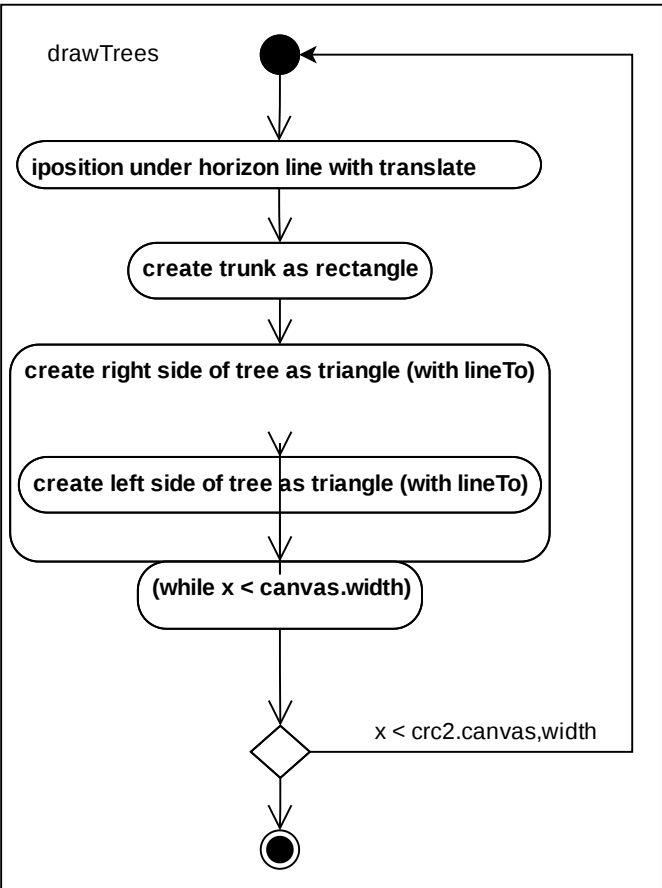 drawTrees
iposition under horizon line with translate
create trunk as rectangle
create right side of tree as triangle (with lineTo)
create left side of tree as triangle (with lineTo)
(while x < canvas.width)
x < crc2.canvas,width